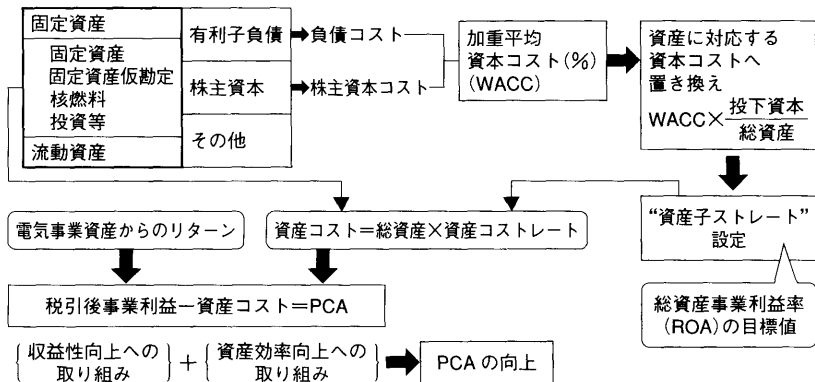 固定資産
固定資産
固定資産仮勘定
核燃料
投資等
流動資産
有利子負債
株主資本
その他
負債コスト
株主資本コスト
加重平均
資本コスト(%)
(WACC)
資産に対応する
資本コストへ
置き換え
WACC×投下資本
総資産
電気事業資産からのリターン
資産コスト=総資産×資産コストレート
“資産子ストレート”
設定
税引後事業利益ー資産コスト=PCA
総資産事業利益率
(ROA)の目標値
収益性向上への
取り組み
+
資産効率向上への
取り組み
PCAの向上